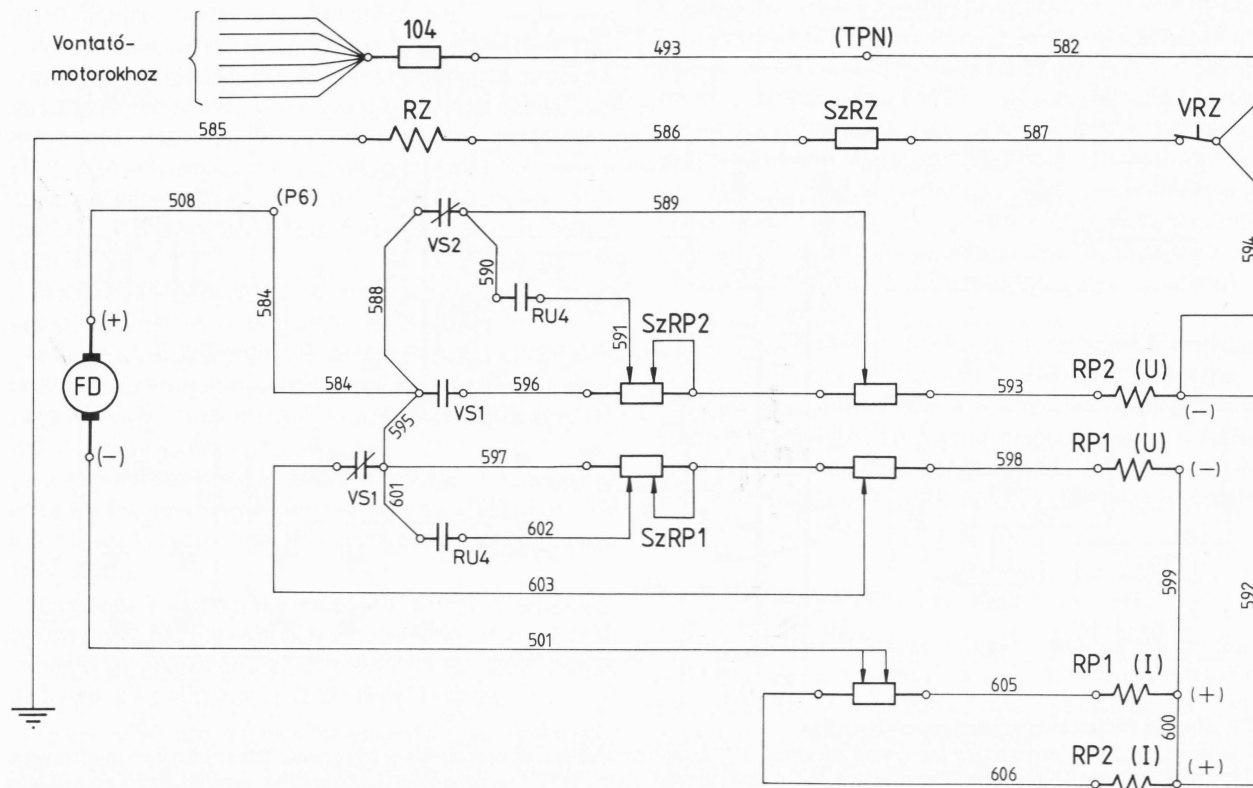 104
Vontató-
motorokhoz
493
(TPN)
582
585
RZ
586
SzRZ
587
VRZ
508
(P6)
589
VS2
594
590
588
584
RU4
591
SzRP2
(+)
FD
584
596
VS1
593
RP2 (U)
(-)
595
RP1 (U)
(-)
597
598
(-)
VS1
601
602
RU4
SzRP1
603
599
592
501
RP1 (I)
605
(+)
600
RP2 (I)
606
(+)